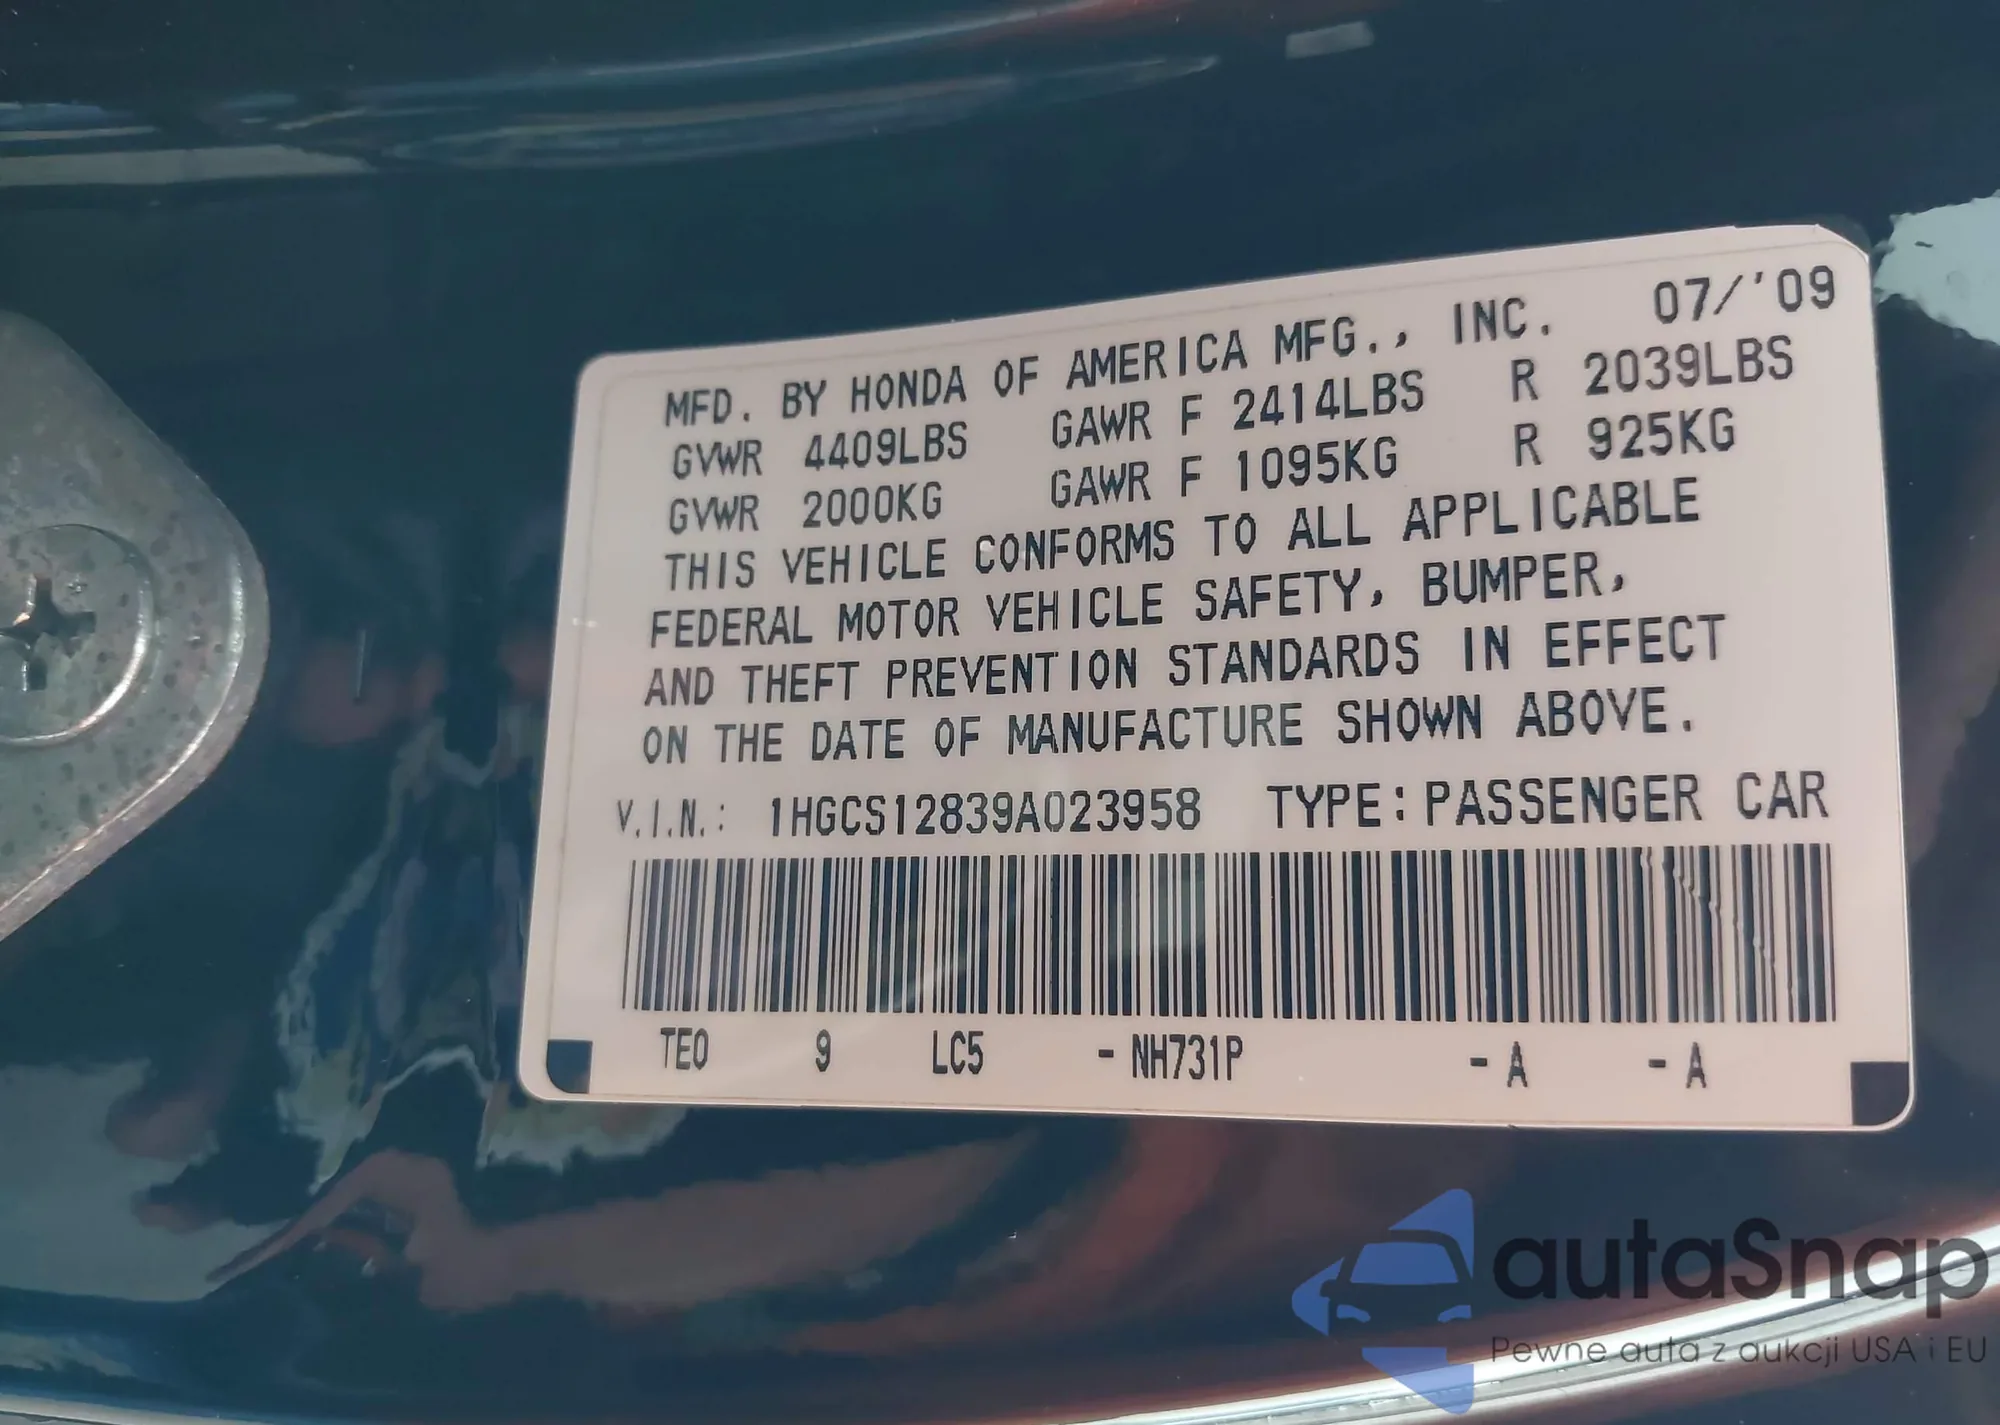 MFD. BY HONDA OF AMERICA MFG., INC. 07/'09
GVWR 4409LBS GAWR F 2414LBS R 2039LBS
GVWR 2000KG GAWR F 1095KG R 925KG
THIS VEHICLE CONFORMS TO ALL APPLICABLE
FEDERAL MOTOR VEHICLE SAFETY, BUMPER,
AND THEFT PREVENTION STANDARDS IN EFFECT
ON THE DATE OF MANUFACTURE SHOWN ABOVE.
V.I.N.: 1HGCS12839A023958 TYPE: PASSENGER CAR
TE0 9 LC5 -NH731P -A -A
autaSnap
Pewne auta z aukcji USA i EU